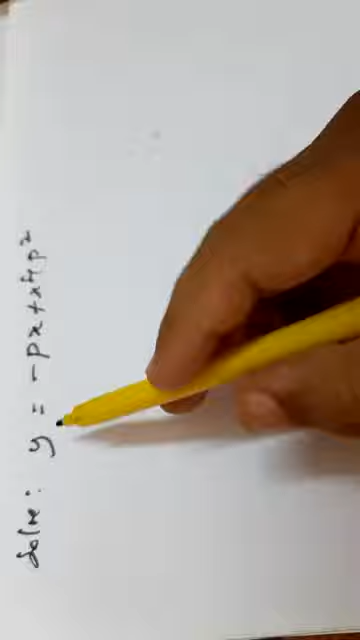 Solve: y = -px+x⁴p²